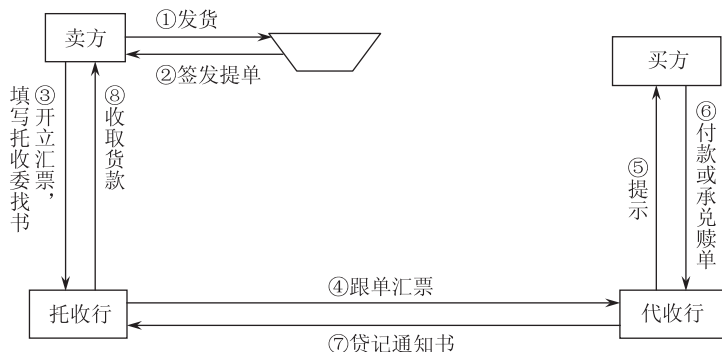 ①发货
卖方
②签发提单
买方
③开立汇票，
填写托收委找书
⑧收取货款
⑤提示
⑥付款或承兑赎单
托收行
④跟单汇票
代收行
⑦贷记通知书